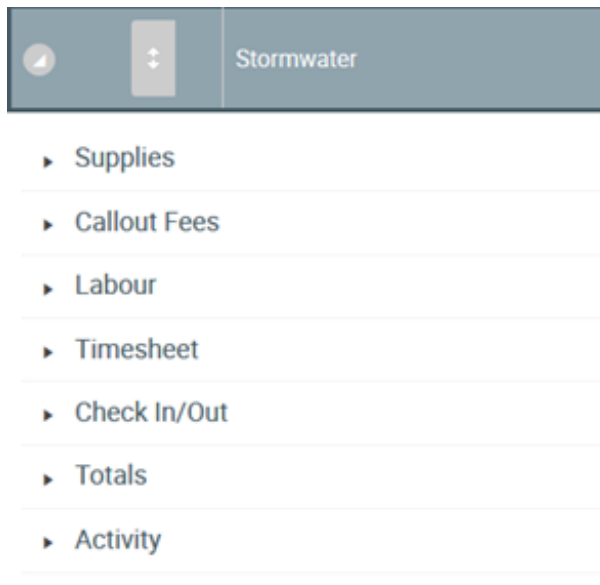 Stormwater
Supplies
Callout Fees
Labour
Timesheet
Check In/Out
Totals
Activity